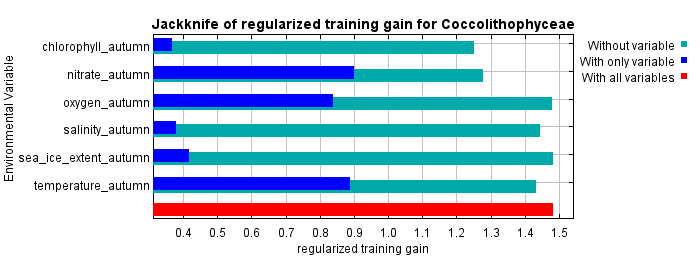 Jackknife of regularized training gain for Coccolithophyceae
Environmental Variable
chlorophyll_autumn
nitrate_autumn
oxygen_autumn
salinity_autumn
sea_ice_extent_autumn
temperature_autumn
Without variable
With only variable
With all variables
0.4 0.5 0.6 0.7 0.8 0.9 1.0 1.1 1.2 1.3 1.4 1.5
regularized training gain